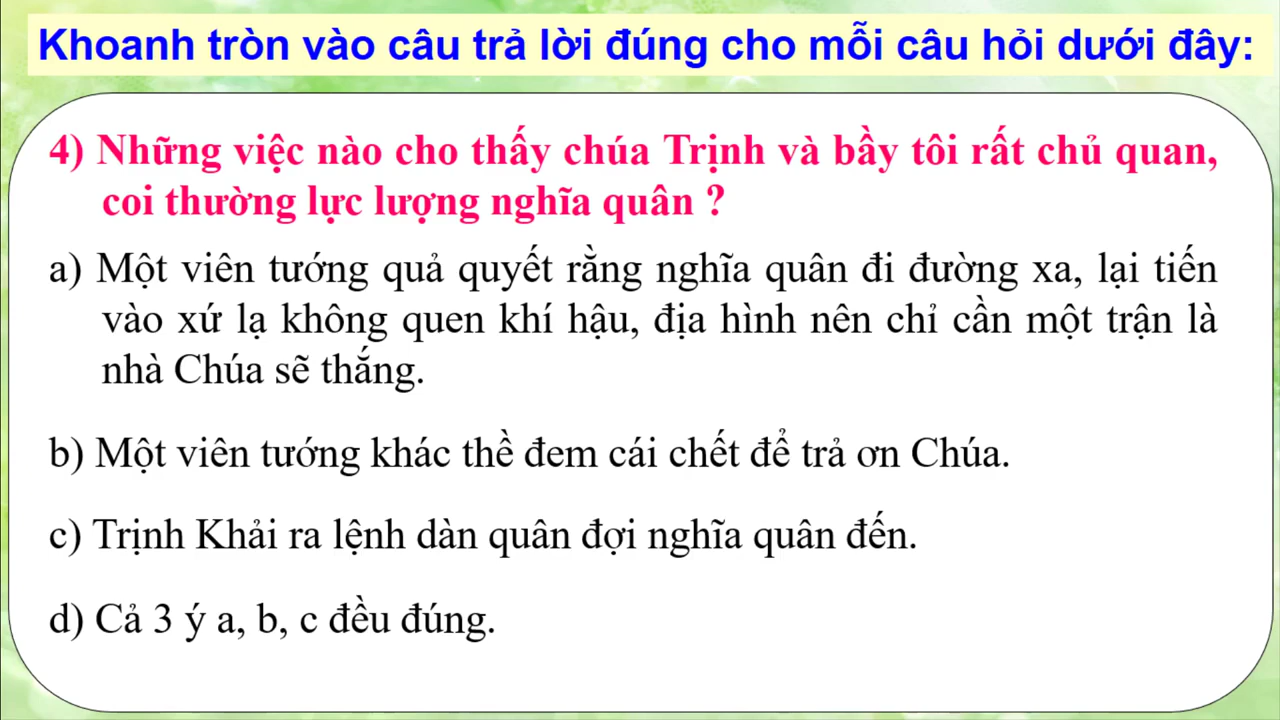 Khoanh tròn vào câu trả lời đúng cho mỗi câu hỏi dưới đây:
4) Những việc nào cho thấy chúa Trịnh và bầy tôi rất chủ quan,
coi thường lực lượng nghĩa quân ?
a) Một viên tướng quả quyết rằng nghĩa quân đi đường xa, lại tiến
vào xứ lạ không quen khí hậu, địa hình nên chỉ cần một trận là
nhà Chúa sẽ thắng.
b) Một viên tướng khác thề đem cái chết để trả ơn Chúa.
c) Trịnh Khải ra lệnh dàn quân đợi nghĩa quân đến.
d) Cả 3 ý a, b, c đều đúng.